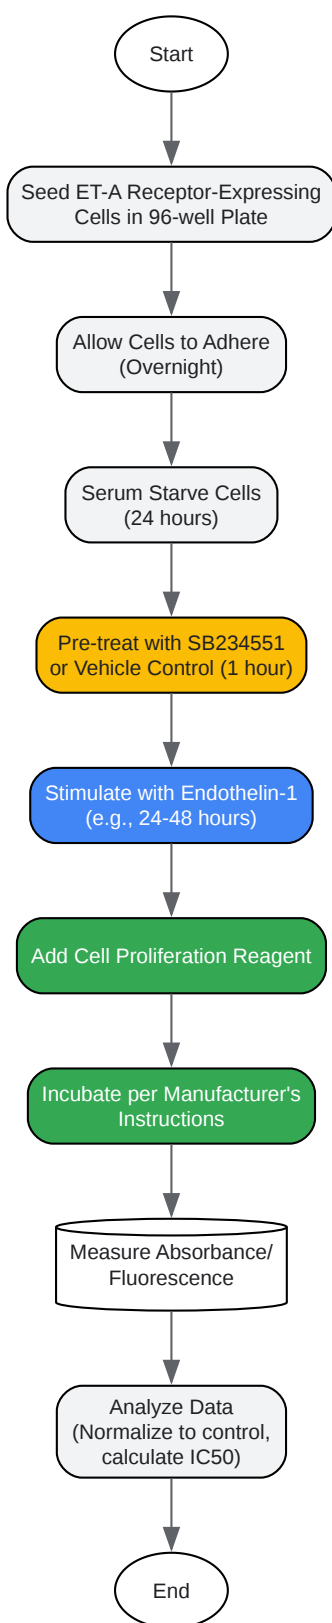 Start
Seed ET-A Receptor-Expressing
Cells in 96-well Plate
Allow Cells to Adhere
(Overnight)
Serum Starve Cells
(24 hours)
Pre-treat with SB234551
or Vehicle Control (1 hour)
Stimulate with Endothelin-1
(e.g., 24-48 hours)
Add Cell Proliferation Reagent
Incubate per Manufacturer's
Instructions
Measure Absorbance/
Fluorescence
Analyze Data
(Normalize to control,
calculate IC50)
End